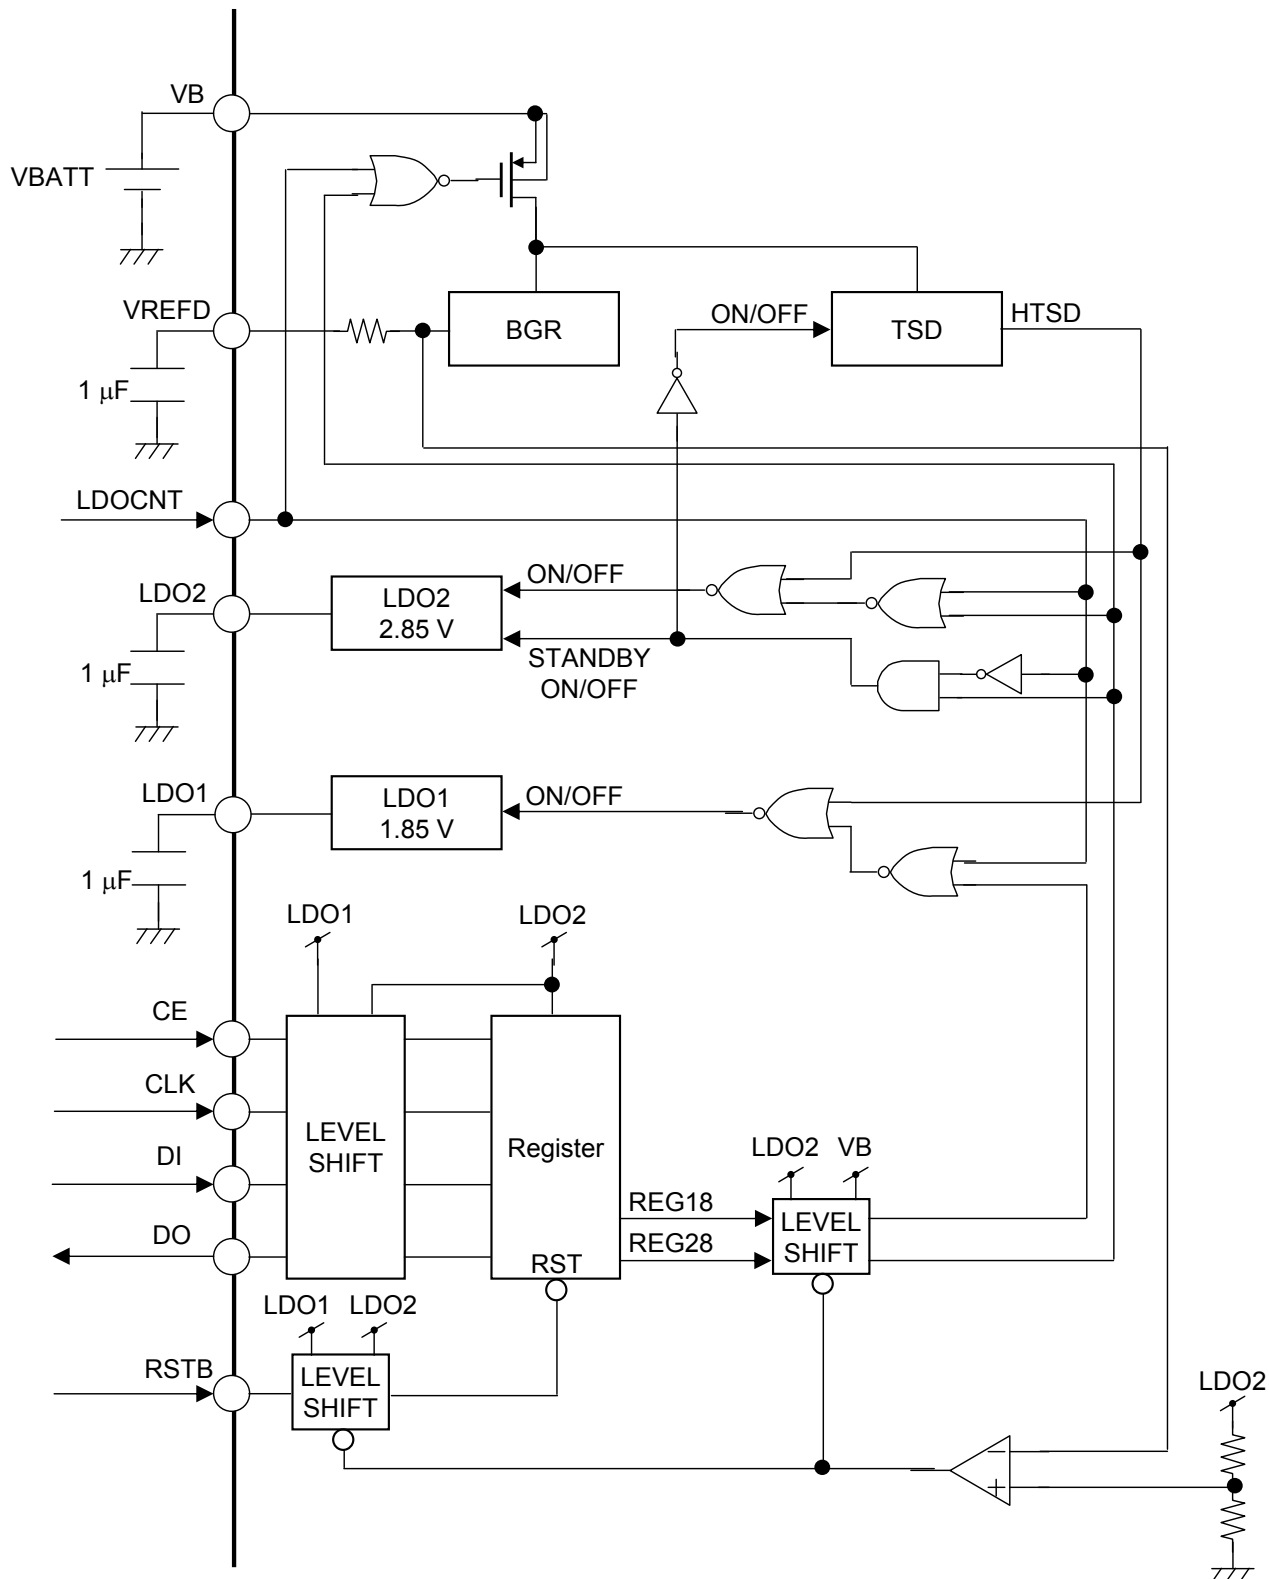 VB
VBATT
VREFD
BGR
ON/OFF
TSD
HTSD
1 μF
LDOCNT
LDO2
LDO2
2.85 V
ON/OFF
STANDBY
ON/OFF
1 μF
LDO1
LDO1
1.85 V
ON/OFF
1 μF
LDO1
LDO2
CE
CLK
DI
DO
LEVEL
SHIFT
Register
RST
REG18
REG28
LDO2
VB
LEVEL
SHIFT
LDO1
LDO2
RSTB
LEVEL
SHIFT
LDO2
−
+